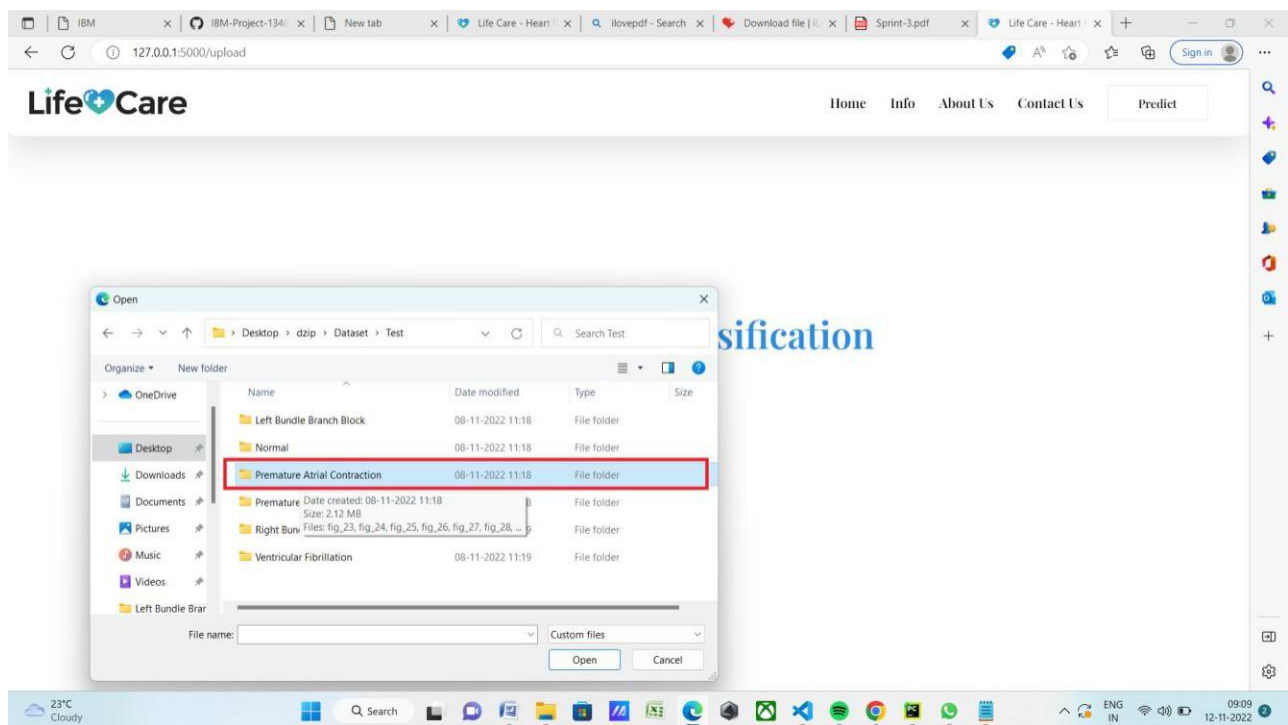 IBM
IBM-Project-1346
New tab
Life Care - Heart
ilovepdf - Search
Download file | iL
Sprint-3.pdf
Life Care - Heart
127.0.0.1:5000/upload
Sign in
Life Care
Home Info About Us Contact Us Predict
sification
Open
Desktop > dzip > Dataset > Test
Search Test
Organize New folder
Name Date modified Type Size
OneDrive
Left Bundle Branch Block 08-11-2022 11:18 File folder
Desktop
Normal 08-11-2022 11:18 File folder
Downloads
Premature Atrial Contraction 08-11-2022 11:18 File folder
Documents
Premature 8 File folder
Date created: 08-11-2022 11:18
Size: 2.12 MB
Files: fig_23, fig_24, fig_25, fig_26, fig_27, fig_28, ...
Pictures
Right Bun 9 File folder
Music
Ventricular Fibrillation 08-11-2022 11:19 File folder
Videos
Left Bundle Brar
File name: Custom files
Open Cancel
23°C
Cloudy
Search
ENG
IN
09:09
12-11-2022
2